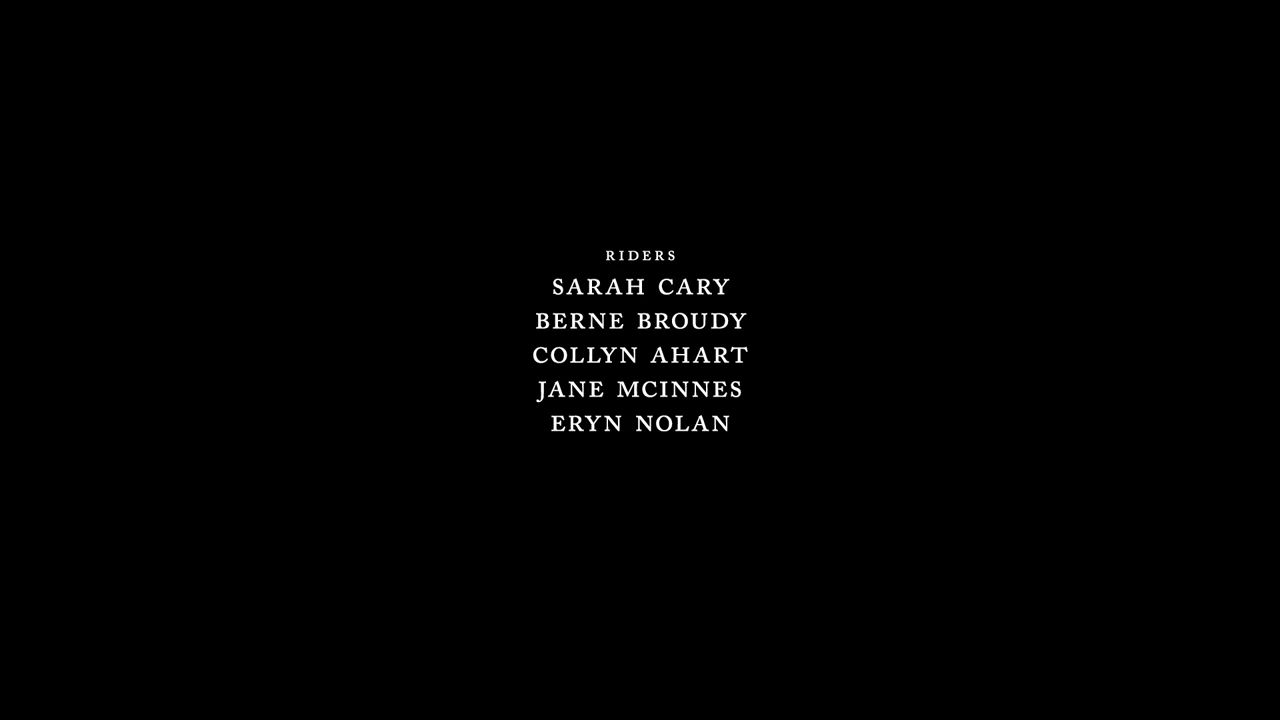 RIDERS
SARAH CARY
BERNE BROUDY
COLLYN AHART
JANE MCINNES
ERYN NOLAN